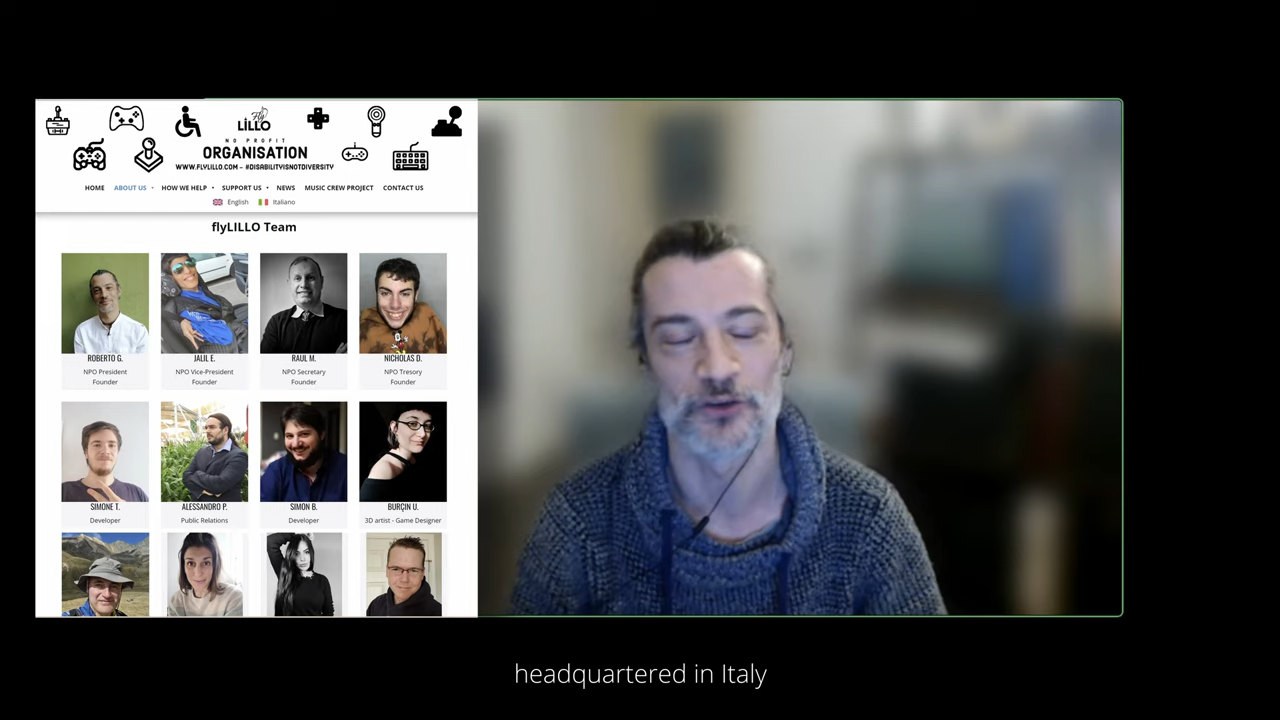 Fly
LILLO
NO PROFIT
ORGANISATION
WWW.FLYLILLO.COM - #DISABILITYISNOTDIVERSITY
HOME ABOUT US HOW WE HELP SUPPORT US NEWS MUSIC CREW PROJECT CONTACT US
English Italiano
flyLILLO Team
ROBERTO G. JALIL E. RAUL M. NICHOLAS D.
NPO President NPO Vice-President NPO Secretary NPO Tresory
Founder Founder Founder Founder
SIMONE T. ALESSANDRO P. SIMON B. BURÇIN U.
Developer Public Relations Developer 3D artist - Game Designer
headquartered in Italy